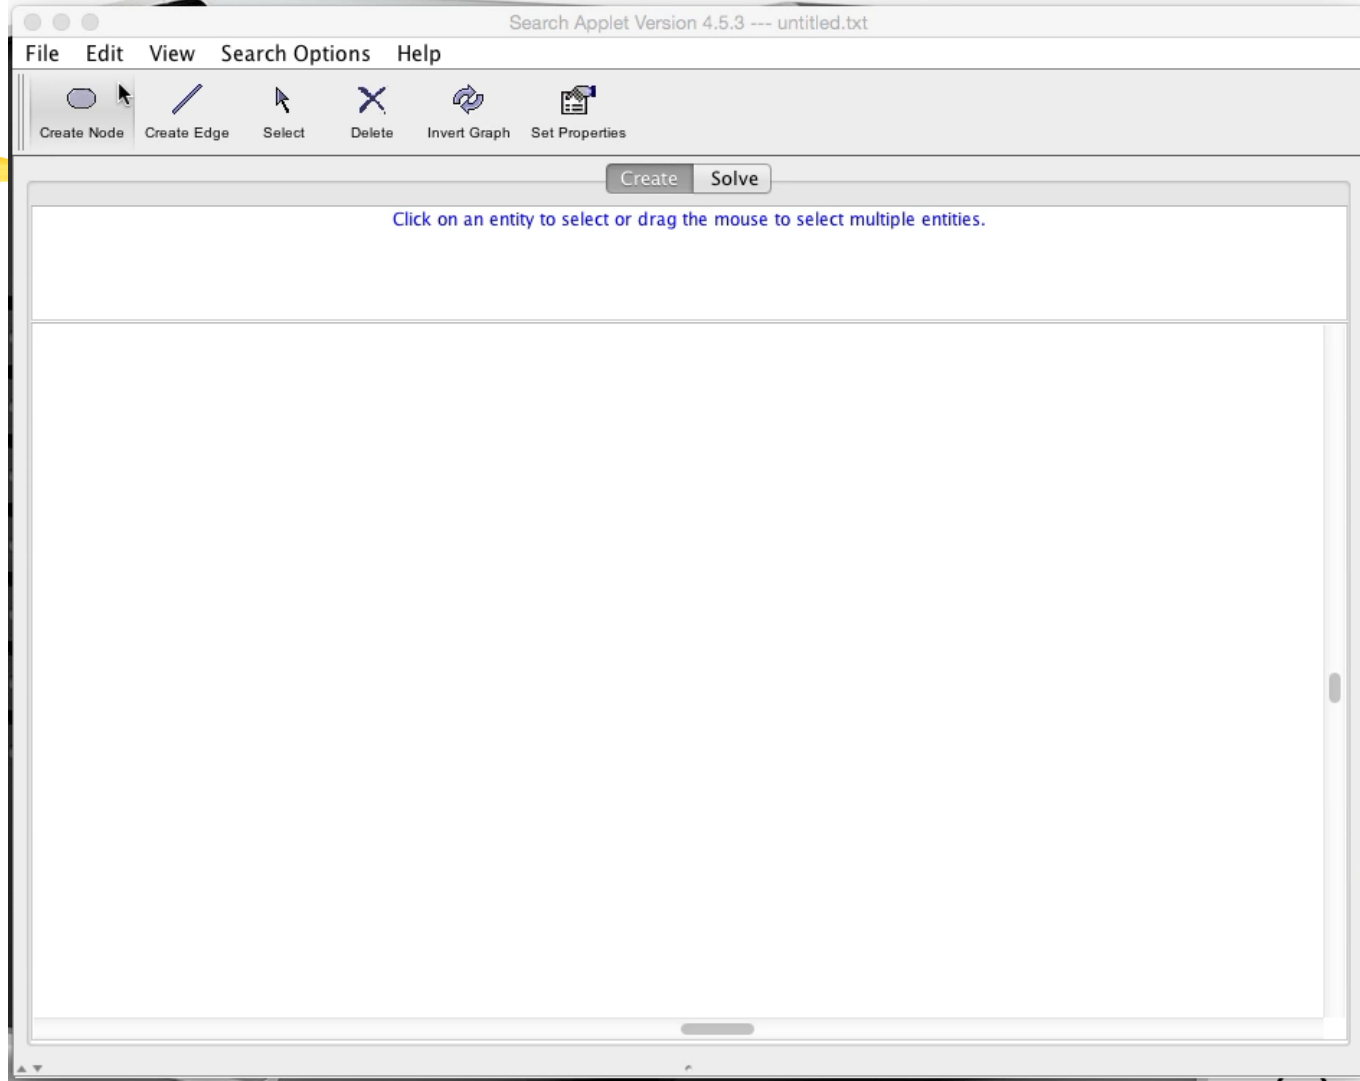 Search Applet Version 4.5.3 --- untitled.txt
File Edit View Search Options Help
Create Node Create Edge Select Delete Invert Graph Set Properties
Create Solve
Click on an entity to select or drag the mouse to select multiple entities.